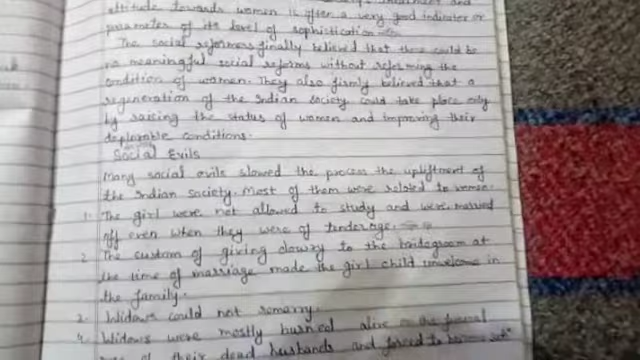 attitude towards women is often a very good indicator or
parameter of its level of sophistication
The social reformers finally believed that there could be
no meaningful social reforms without reforming the
condition of women. They also firmly believed that a
regeneration of the Indian society could take place only
by raising the status of women and improving their
deplorable conditions.
Social Evils
Many social evils slowed the process the upliftment of
the Indian society. Most of them were related to women.
1. The girl were not allowed to study and were married
off even when they were of tenderage.
2. The custom of giving dowry to the bridegroom at
the time of marriage made the girl child unwelcome in
the family.
3. Widows could not remarry.
4. Widows were mostly burned alive on the funeral
of their dead husbands and forced to